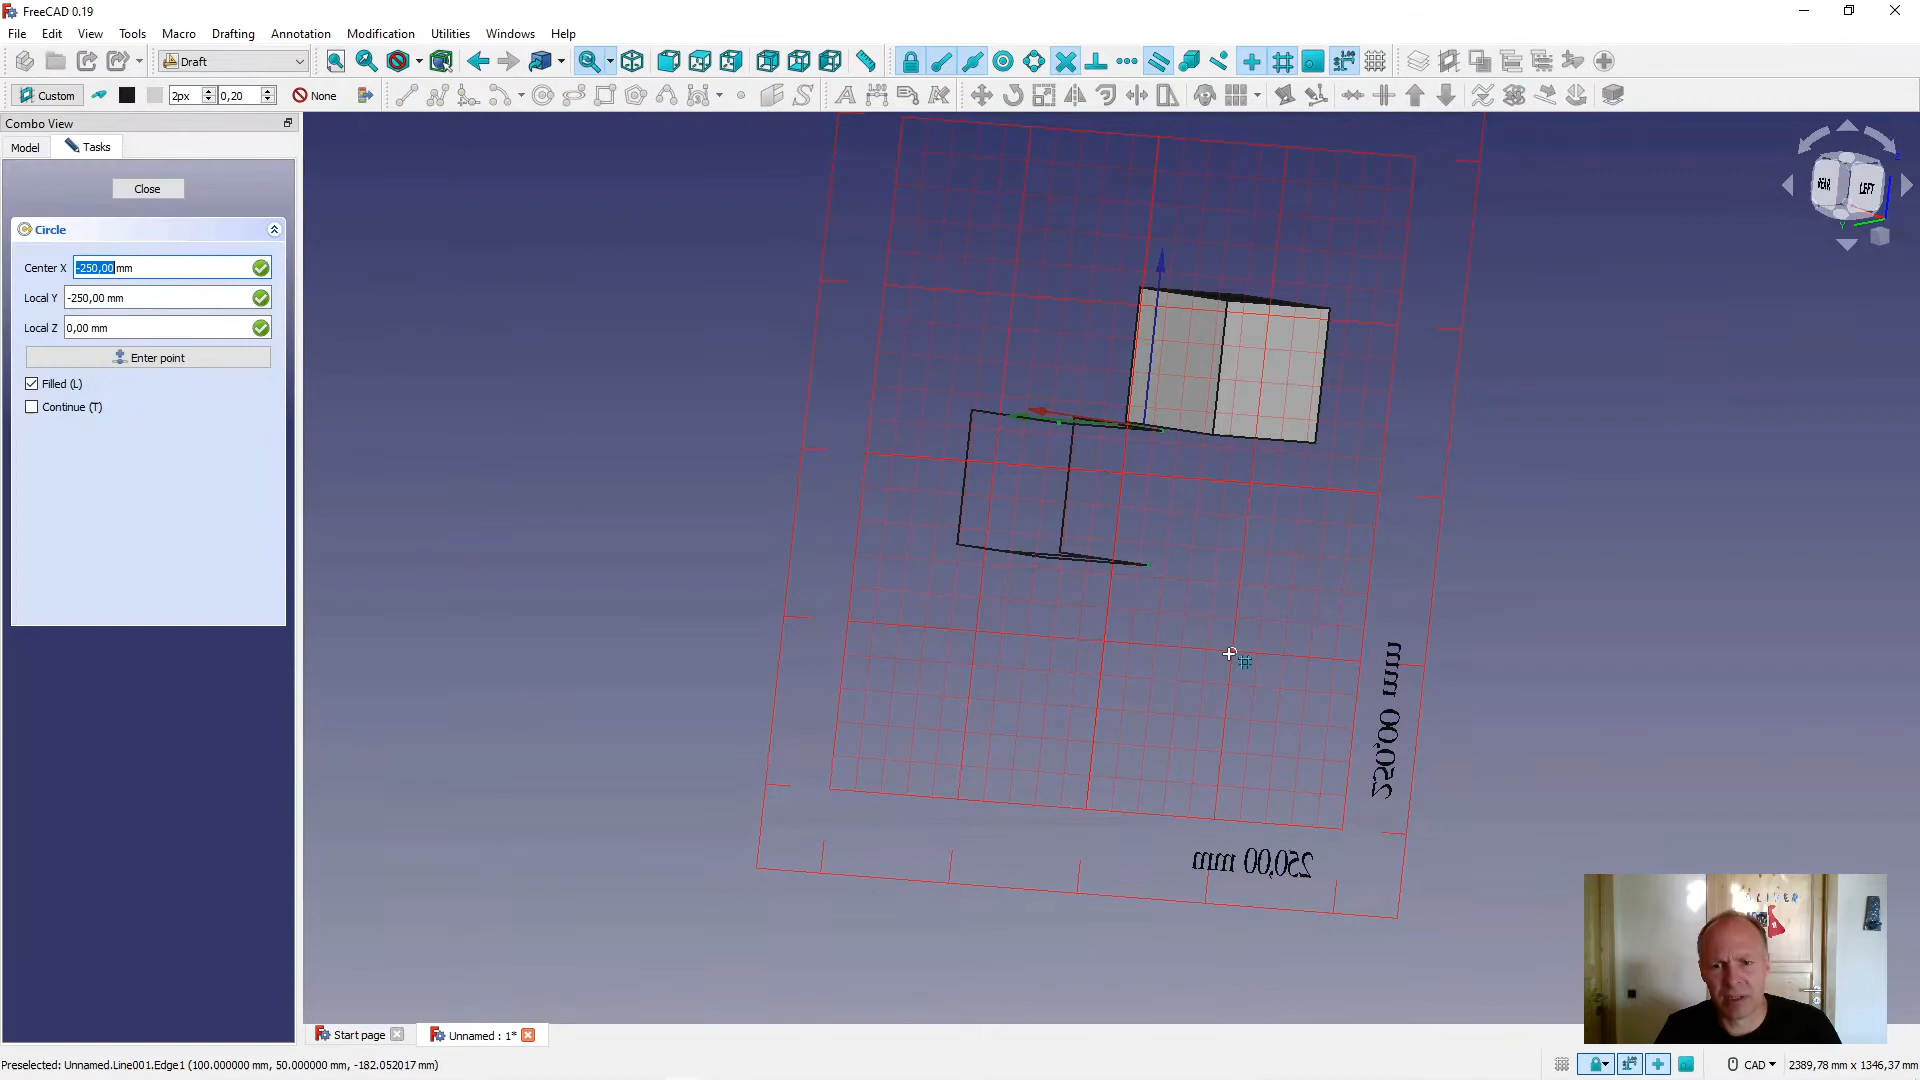 FreeCAD 0.19
File Edit View Tools Macro Drafting Annotation Modification Utilities Windows Help
Draft
Custom 2px 0,20 None
Combo View
Model Tasks
Close
Circle
Center X -250,00 mm
Local Y -250,00 mm
Local Z 0,00 mm
Enter point
Filled (L)
Continue (T)
REAR LEFT
Z
Y
250,00 mm
250,00 mm
Start page Unnamed : 1*
Preselected: Unnamed.Line001.Edge1 (100.000000 mm, 50.000000 mm, -182.052017 mm)
CAD 2389,78 mm x 1346,37 mm